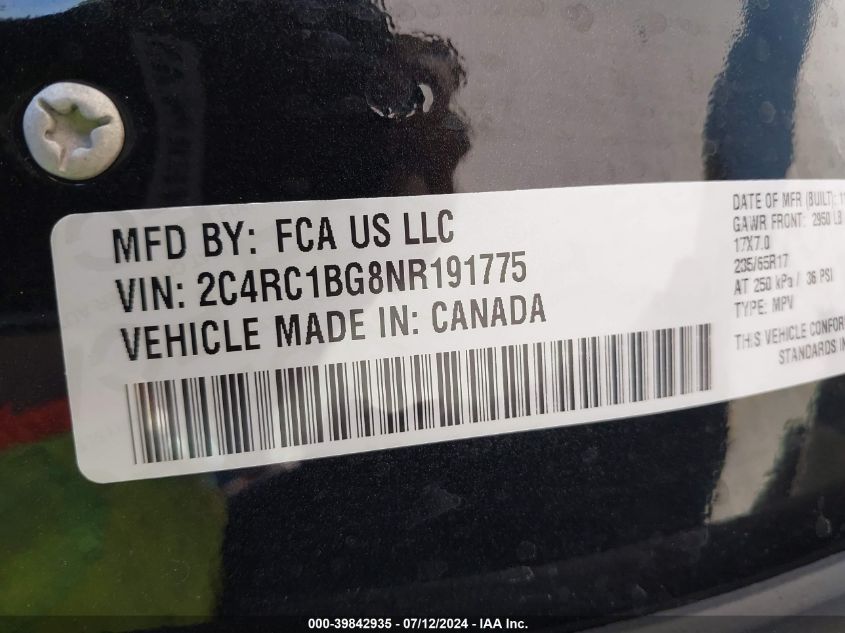 MFD BY: FCA US LLC
VIN: 2C4RC1BG8NR191775
VEHICLE MADE IN: CANADA
DATE OF MFR (BUILT):
GAWR FRONT: 2950 LB
17X7.0
235/65R17
AT 250 kPa / 36 PSI
TYPE: MPV
THIS VEHICLE
STANDARDS IN
000-39842935 - 07/12/2024 - IAA Inc.